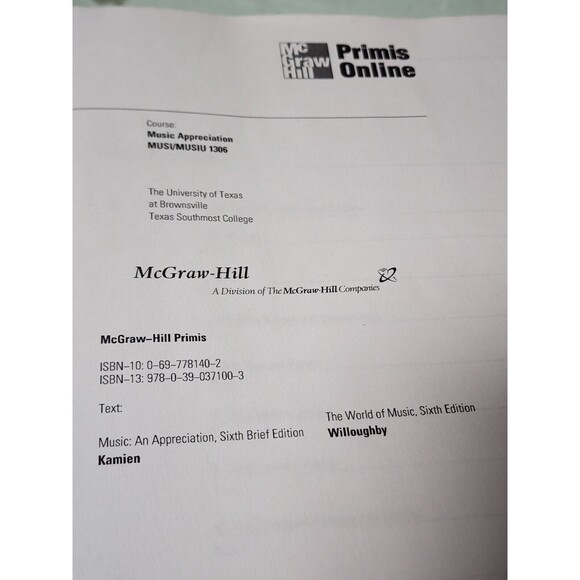 Mc
Graw
Hill
Primis
Online
Course:
Music Appreciation
MUSI/MUSIU 1306
The University of Texas
at Brownsville
Texas Southmost College
McGraw-Hill
A Division of The McGraw-Hill Companies
McGraw–Hill Primis
ISBN–10: 0–69–778140–2
ISBN–13: 978–0–39–037100–3
Text:
Music: An Appreciation, Sixth Brief Edition
Kamien
The World of Music, Sixth Edition
Willoughby